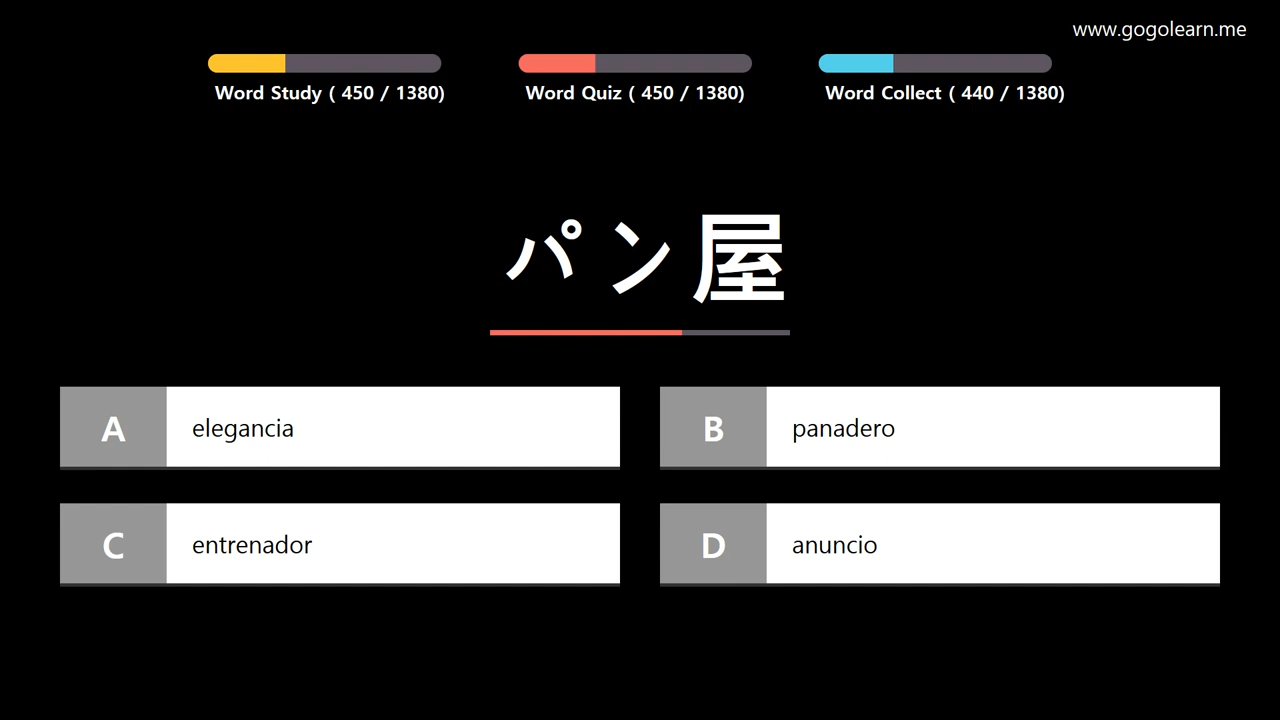 www.gogolearn.me
Word Study ( 450 / 1380)
Word Quiz ( 450 / 1380)
Word Collect ( 440 / 1380)
パン屋
A elegancia
B panadero
C entrenador
D anuncio